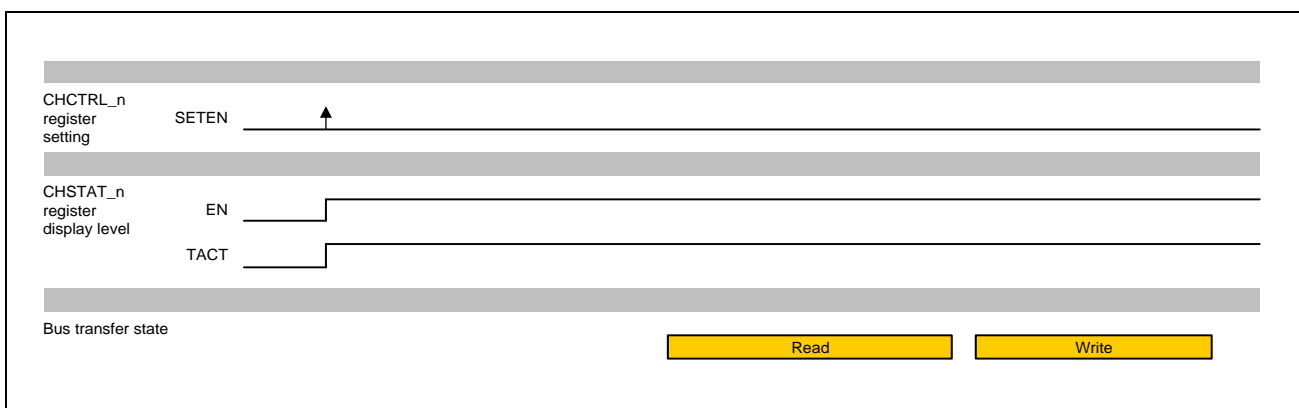 CHCTRL_n
register
setting
SETEN
CHSTAT_n
register
display level
EN
TACT
Bus transfer state
Read
Write